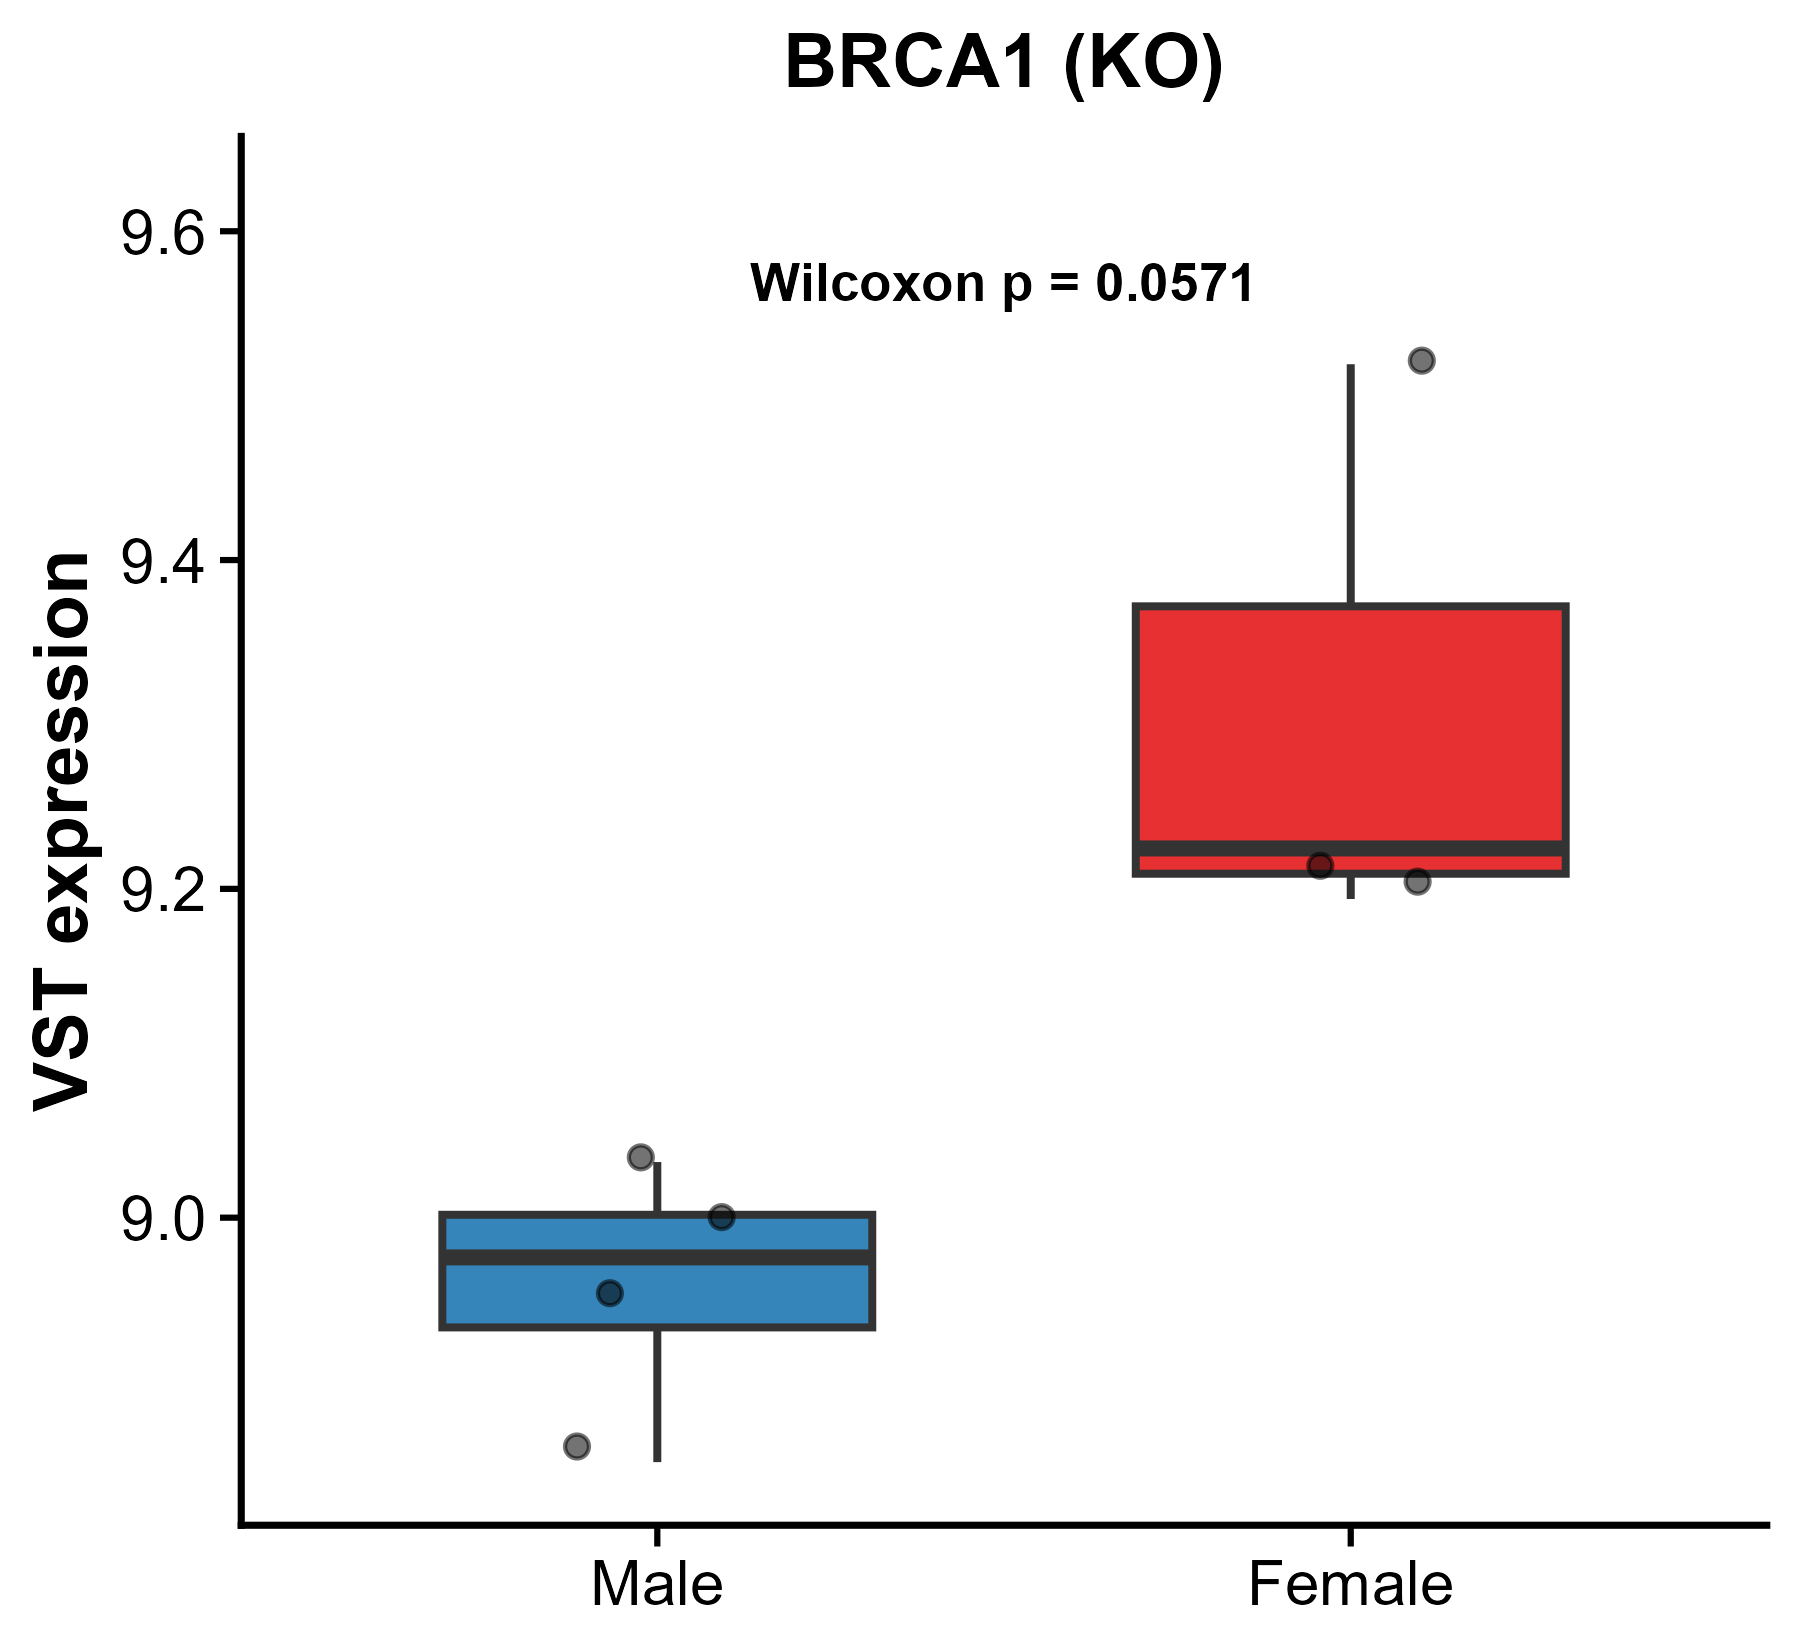 BRCA1 (KO)
Wilcoxon p = 0.0571
VST expression
9.6
9.4
9.2
9.0
Male
Female